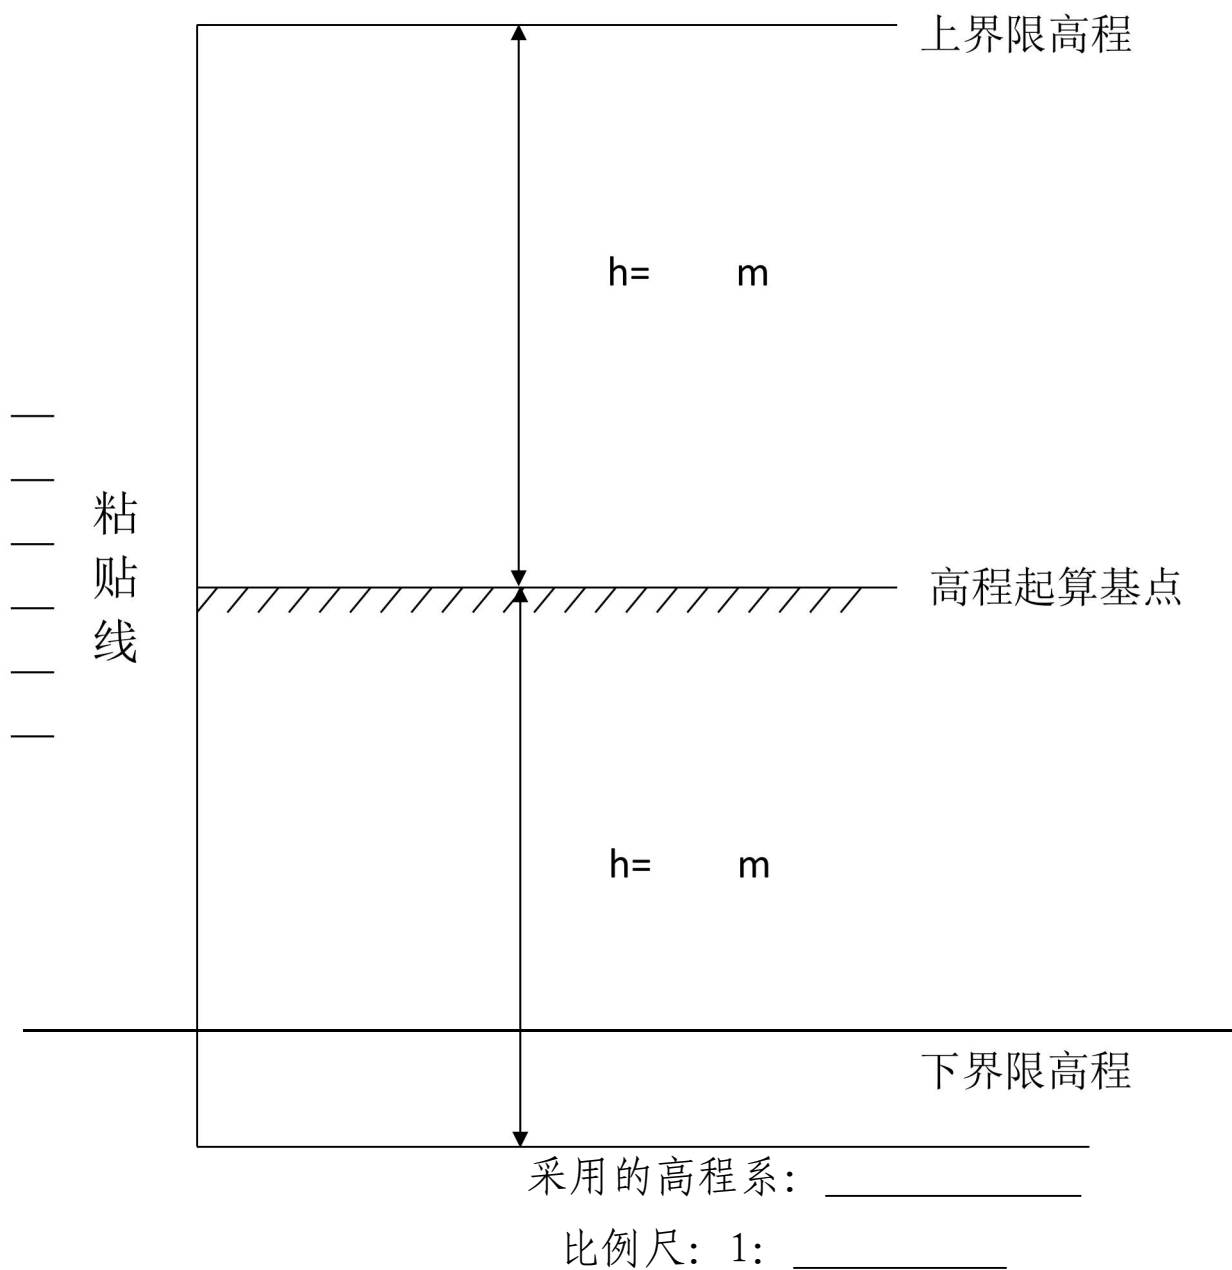 上界限高程
h= m
粘
贴
线
高程起算基点
h= m
下界限高程
采用的高程系：
比例尺：1：